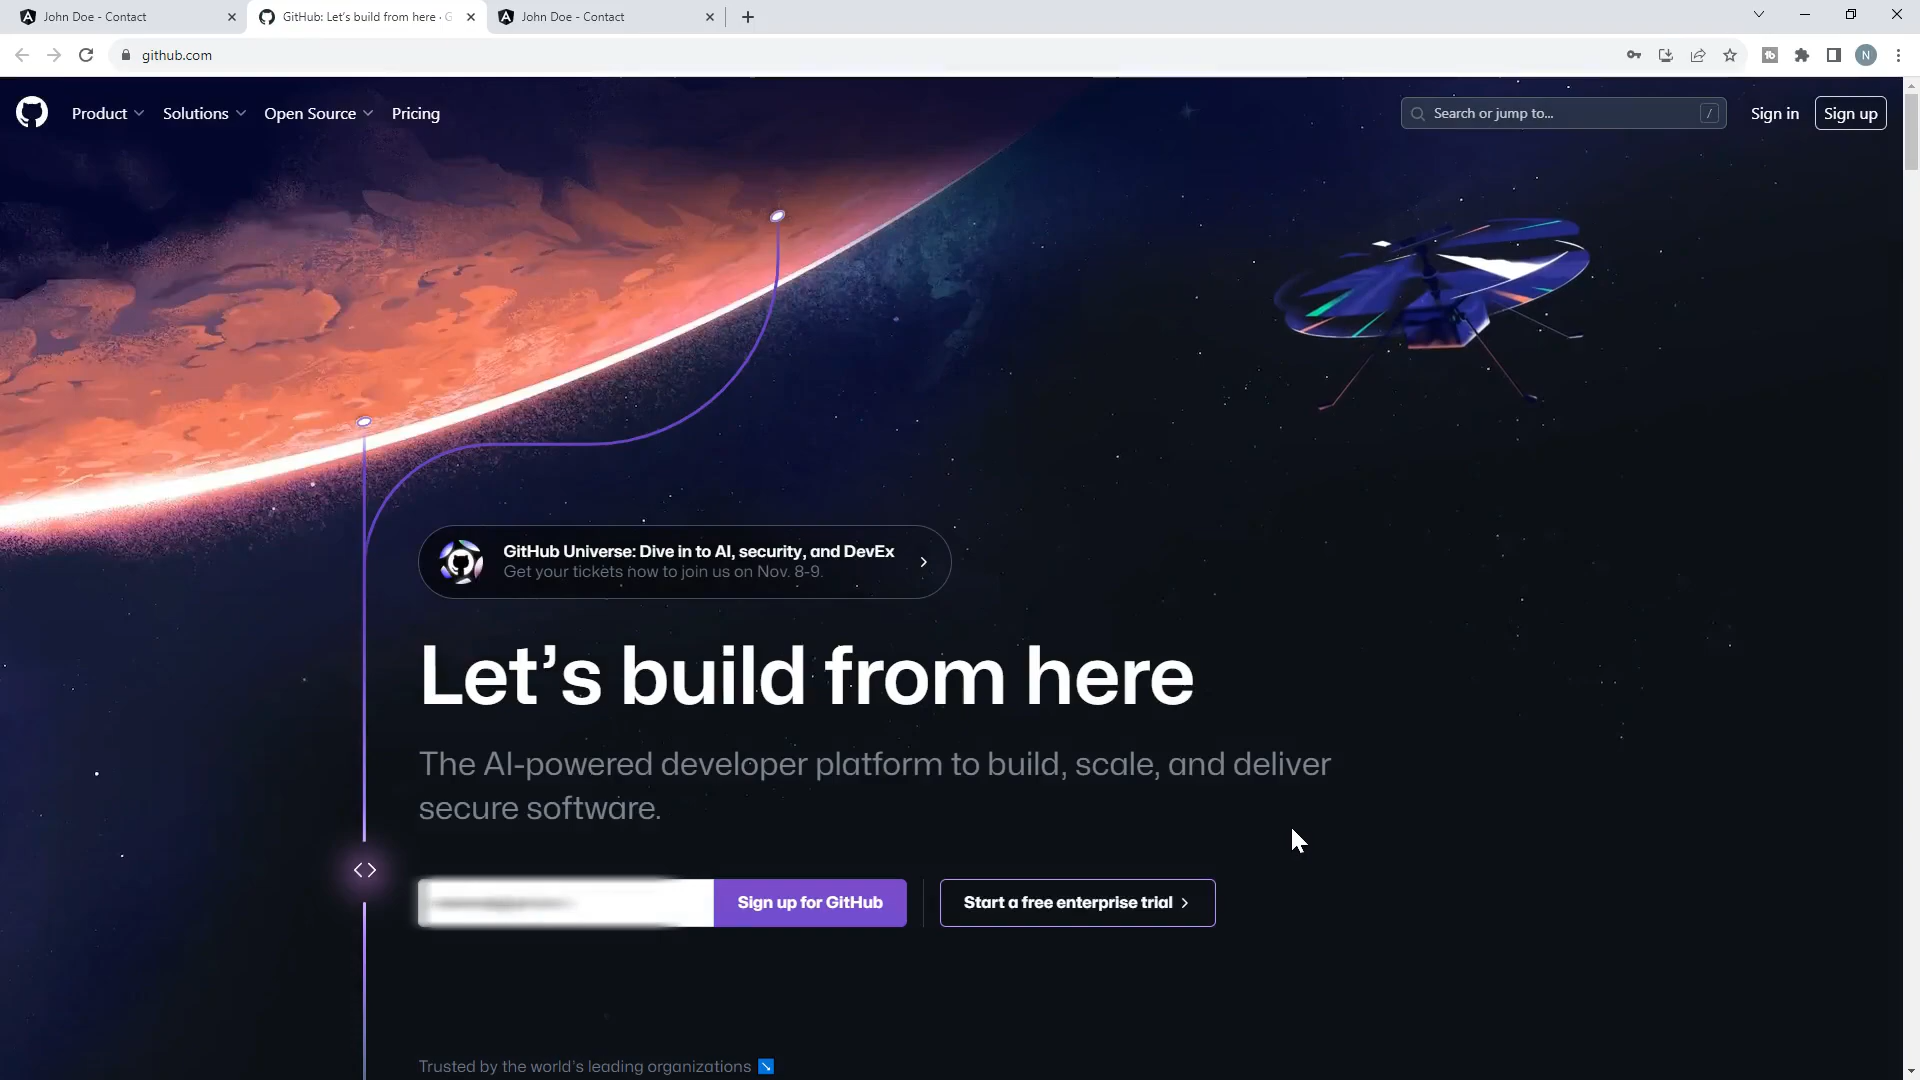 John Doe - Contact
GitHub: Let's build from here · G
John Doe - Contact
github.com
N
Product
Solutions
Open Source
Pricing
Search or jump to...
/
Sign in
Sign up
GitHub Universe: Dive in to AI, security, and DevEx
Get your tickets now to join us on Nov. 8-9.
Let's build from here
The AI-powered developer platform to build, scale, and deliver
secure software.
Sign up for GitHub
Start a free enterprise trial
Trusted by the world's leading organizations